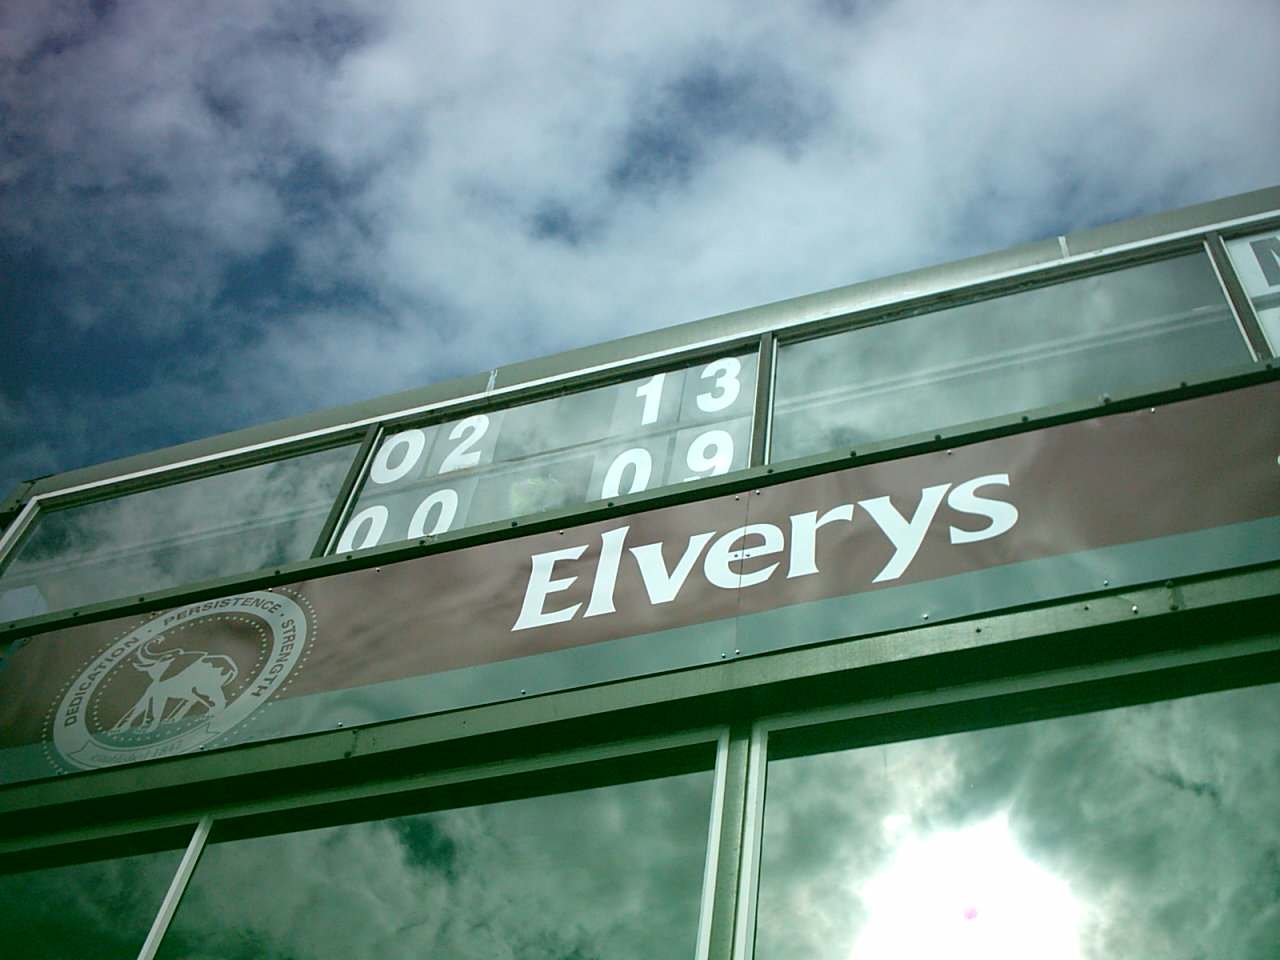 02 13
00 09
Elverys
DEDICATION · PERSISTENCE · STRENGTH